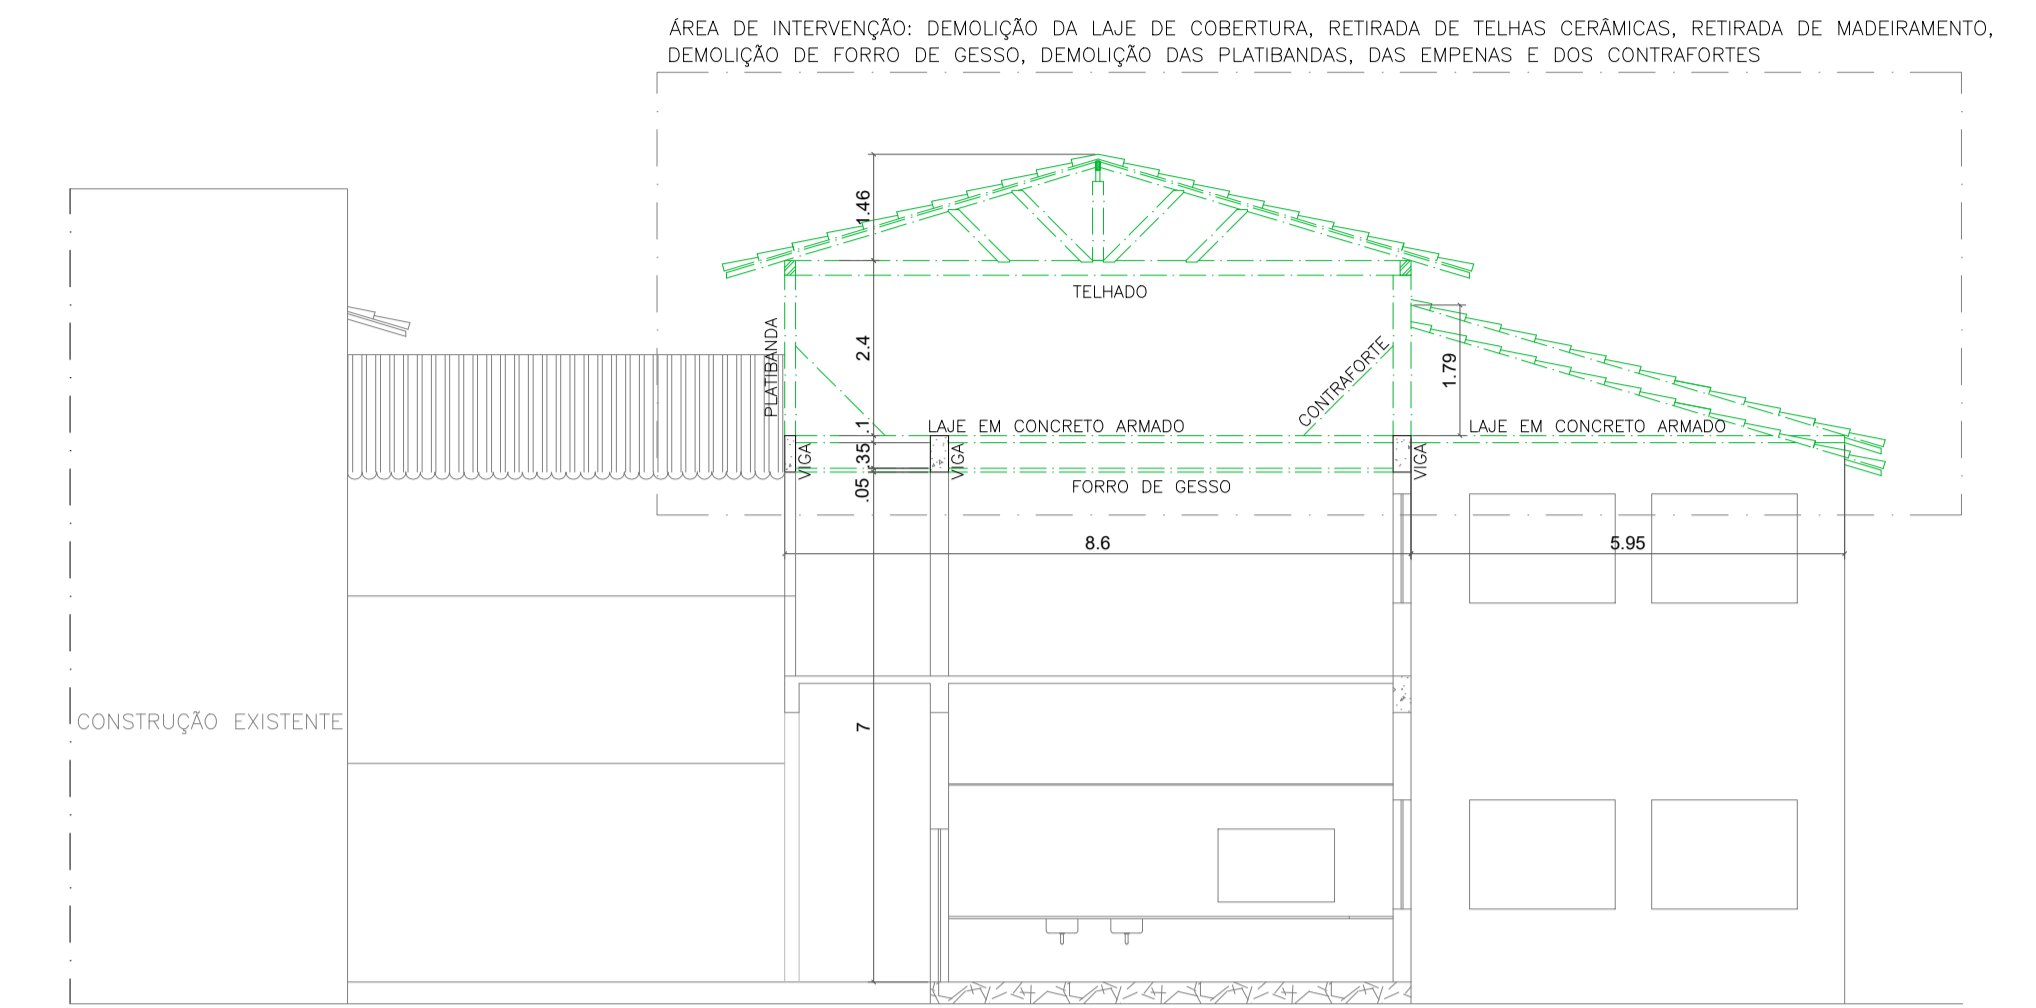 ÁREA DE INTERVENÇÃO: DEMOLIÇÃO DA LAJE DE COBERTURA, RETIRADA DE TELHAS CERÂMICAS, RETIRADA DE MADEIRAMENTO,
DEMOLIÇÃO DE FORRO DE GESSO, DEMOLIÇÃO DAS PLATIBANDAS, DAS EMPENAS E DOS CONTRAFORTES
1.46
TELHADO
PLATIBANDA
2.4
CONTRAFORTE
1.79
.1
LAJE EM CONCRETO ARMADO
LAJE EM CONCRETO ARMADO
.35
VIGA
VIGA
VIGA
.05
FORRO DE GESSO
8.6
5.95
CONSTRUÇÃO EXISTENTE
7